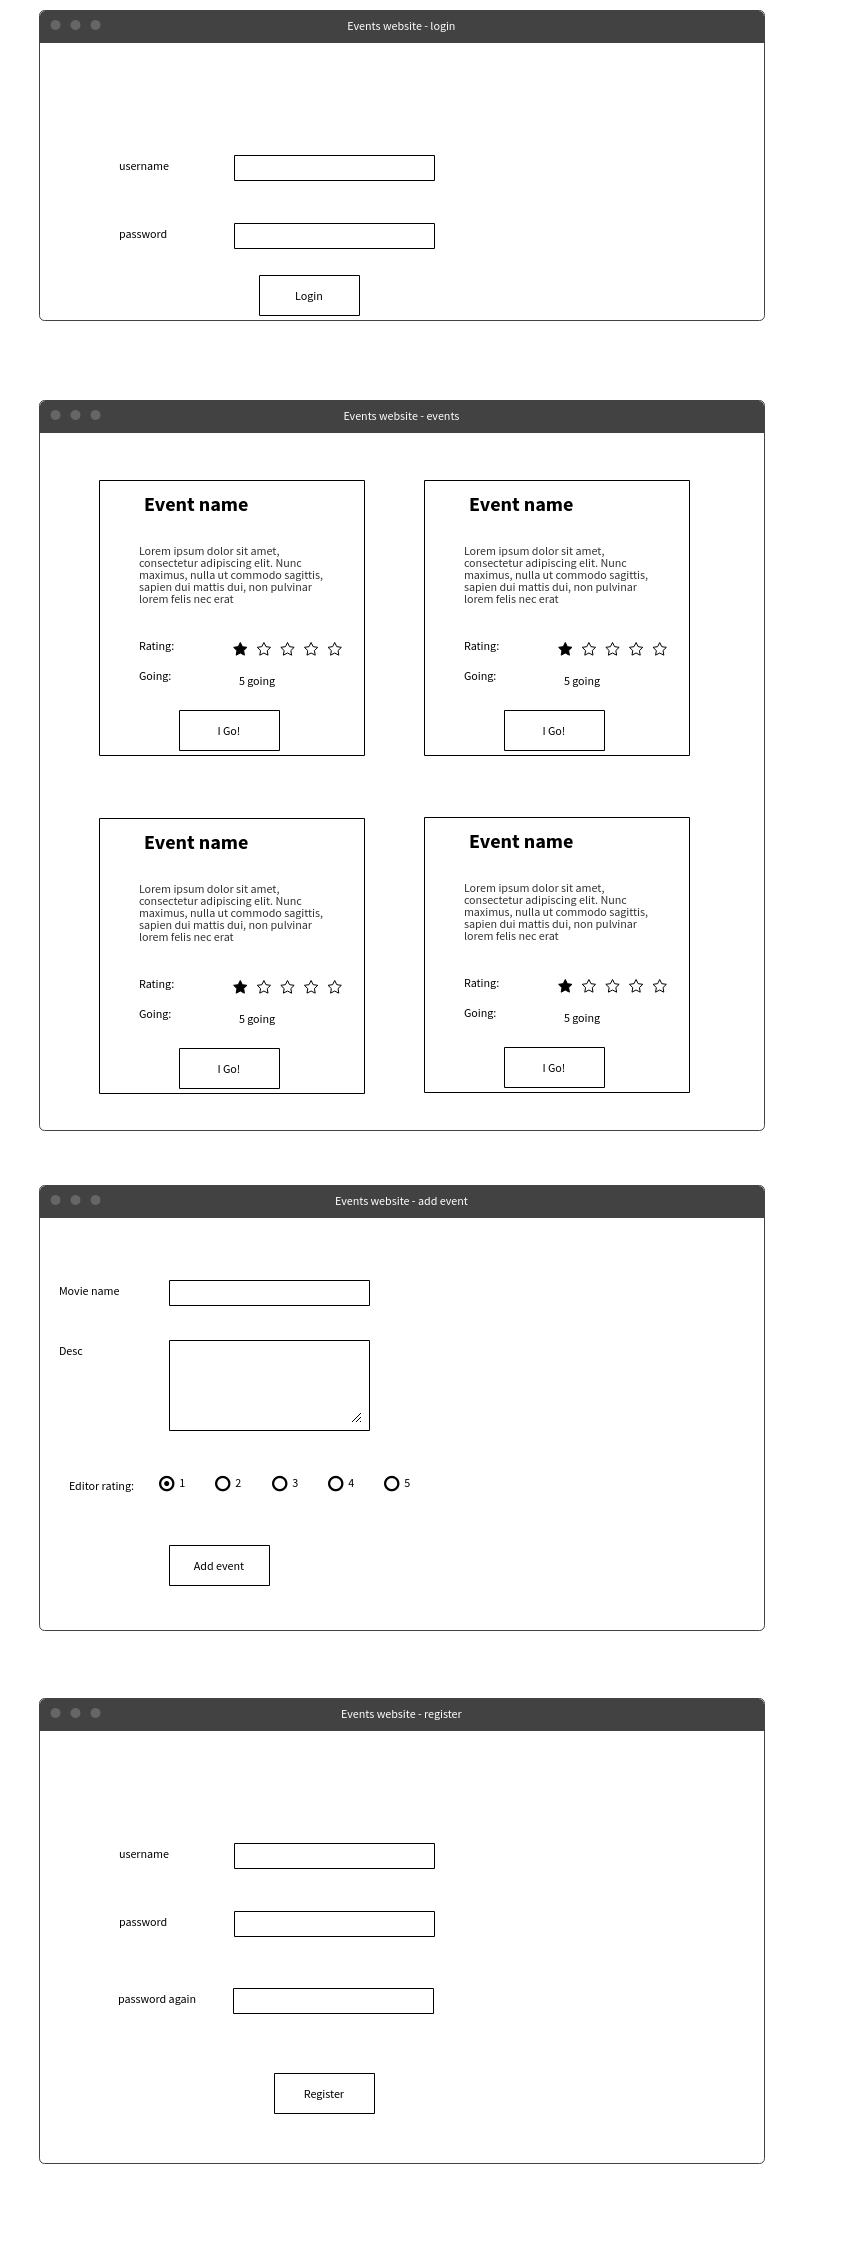 Events website - login
username
password
Login
Events website - events
Event name
Lorem ipsum dolor sit amet,
consectetur adipiscing elit. Nunc
maximus, nulla ut commodo sagittis,
sapien dui mattis dui, non pulvinar
lorem felis nec erat
Rating:
Going:
5 going
I Go!
Event name
Lorem ipsum dolor sit amet,
consectetur adipiscing elit. Nunc
maximus, nulla ut commodo sagittis,
sapien dui mattis dui, non pulvinar
lorem felis nec erat
Rating:
Going:
5 going
I Go!
Event name
Lorem ipsum dolor sit amet,
consectetur adipiscing elit. Nunc
maximus, nulla ut commodo sagittis,
sapien dui mattis dui, non pulvinar
lorem felis nec erat
Rating:
Going:
5 going
I Go!
Event name
Lorem ipsum dolor sit amet,
consectetur adipiscing elit. Nunc
maximus, nulla ut commodo sagittis,
sapien dui mattis dui, non pulvinar
lorem felis nec erat
Rating:
Going:
5 going
I Go!
Events website - add event
Movie name
Desc
Editor rating: 1 2 3 4 5
Add event
Events website - register
username
password
password again
Register